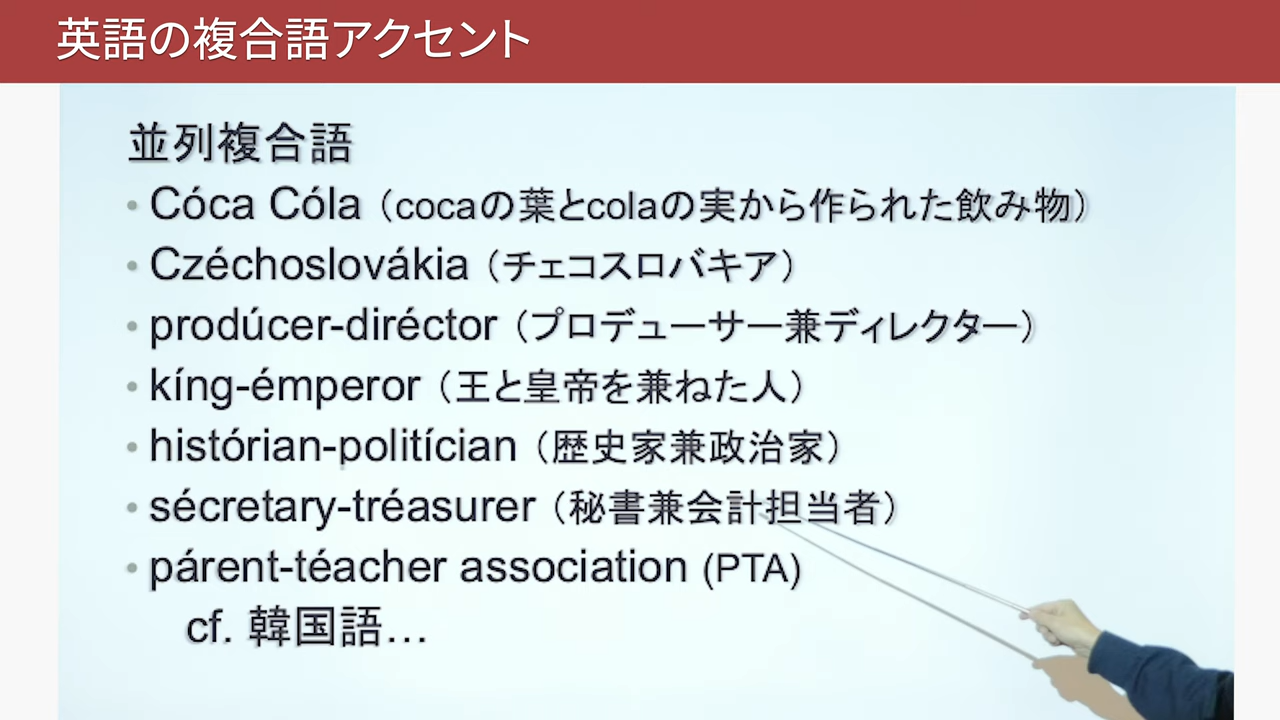 英語の複合語アクセント
並列複合語
• Cóca Cóla（cocaの葉とcolaの実から作られた飲み物）
• Czéchoslovákia（チェコスロバキア）
• prodúcer-diréctor（プロデューサー兼ディレクター）
• kíng-émperor（王と皇帝を兼ねた人）
• histórian-politícian（歴史家兼政治家）
• sécretary-tréasurer（秘書兼会計担当者）
• párent-téacher association (PTA)
cf. 韓国語…